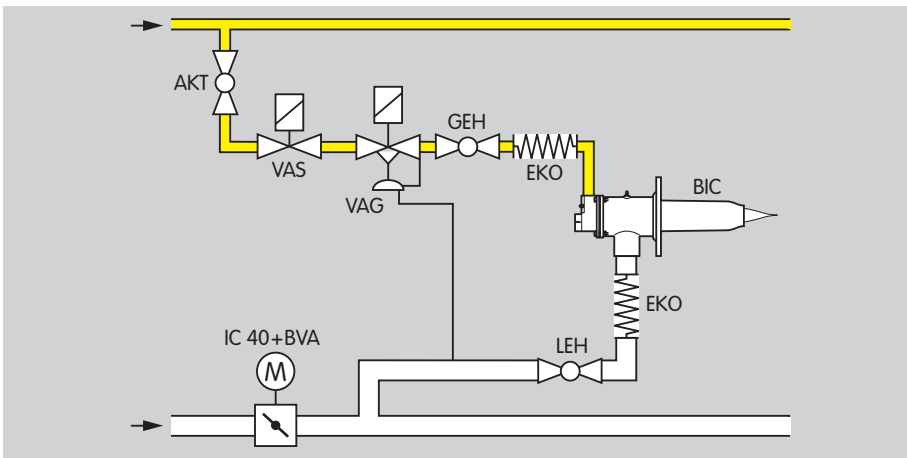 AKT
GEH
VAS
EKO
VAG
BIC
EKO
IC 40+BVA
LEH
M